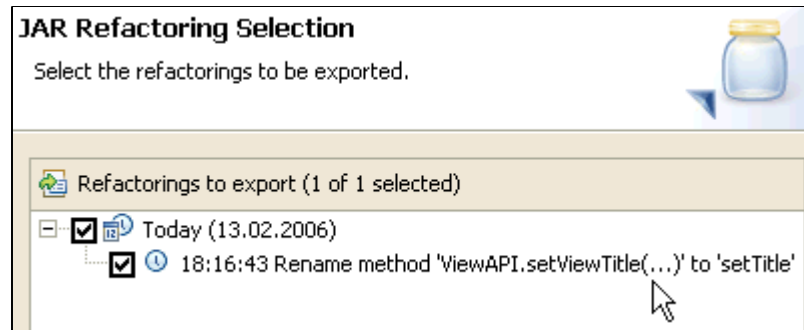 JAR Refactoring Selection
Select the refactorings to be exported.
Refactorings to export (1 of 1 selected)
Today (13.02.2006)
18:16:43 Rename method 'ViewAPI.setViewTitle(...)' to 'setTitle'